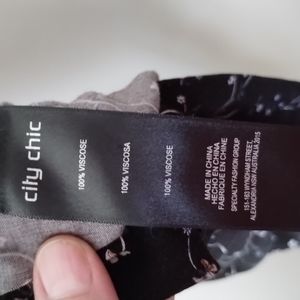 city chic
100% VISCOSE
100% VISCOSA
100% VISCOSE
MADE IN CHINA
HECHO EN CHINA
FABRIQUE EN CHINE
SPECIALTY FASHION GROUP
151-163 WYNDHAM STREET,
ALEXANDRIA NSW AUSTRALIA 2015